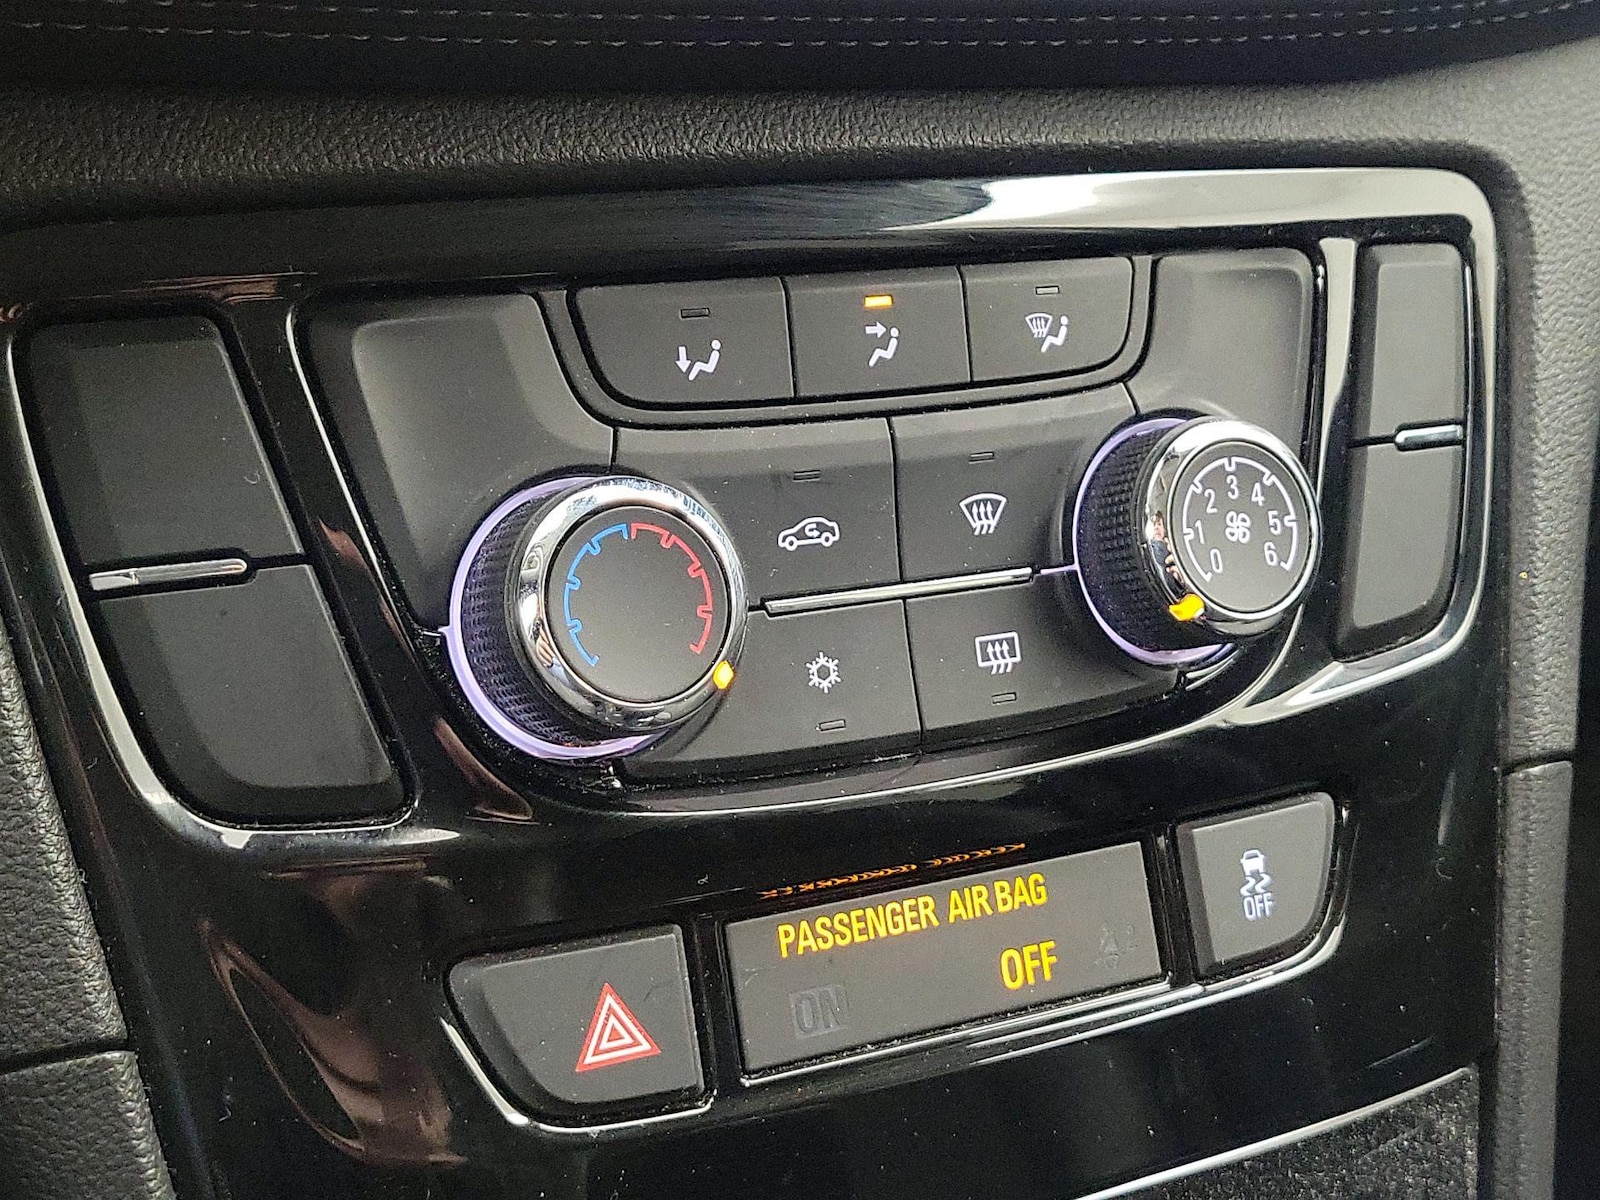 0 1 2 3 4 5 6
PASSENGER AIR BAG
ON OFF
OFF